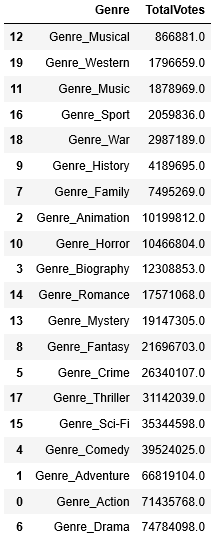 Genre TotalVotes
12 Genre_Musical 866881.0
19 Genre_Western 1796659.0
11 Genre_Music 1878969.0
16 Genre_Sport 2059836.0
18 Genre_War 2987189.0
9 Genre_History 4189695.0
7 Genre_Family 7495269.0
2 Genre_Animation 10199812.0
10 Genre_Horror 10466804.0
3 Genre_Biography 12308853.0
14 Genre_Romance 17571068.0
13 Genre_Mystery 19147305.0
8 Genre_Fantasy 21696703.0
5 Genre_Crime 26340107.0
17 Genre_Thriller 31142039.0
15 Genre_Sci-Fi 35344598.0
4 Genre_Comedy 39524025.0
1 Genre_Adventure 66819104.0
0 Genre_Action 71435768.0
6 Genre_Drama 74784098.0